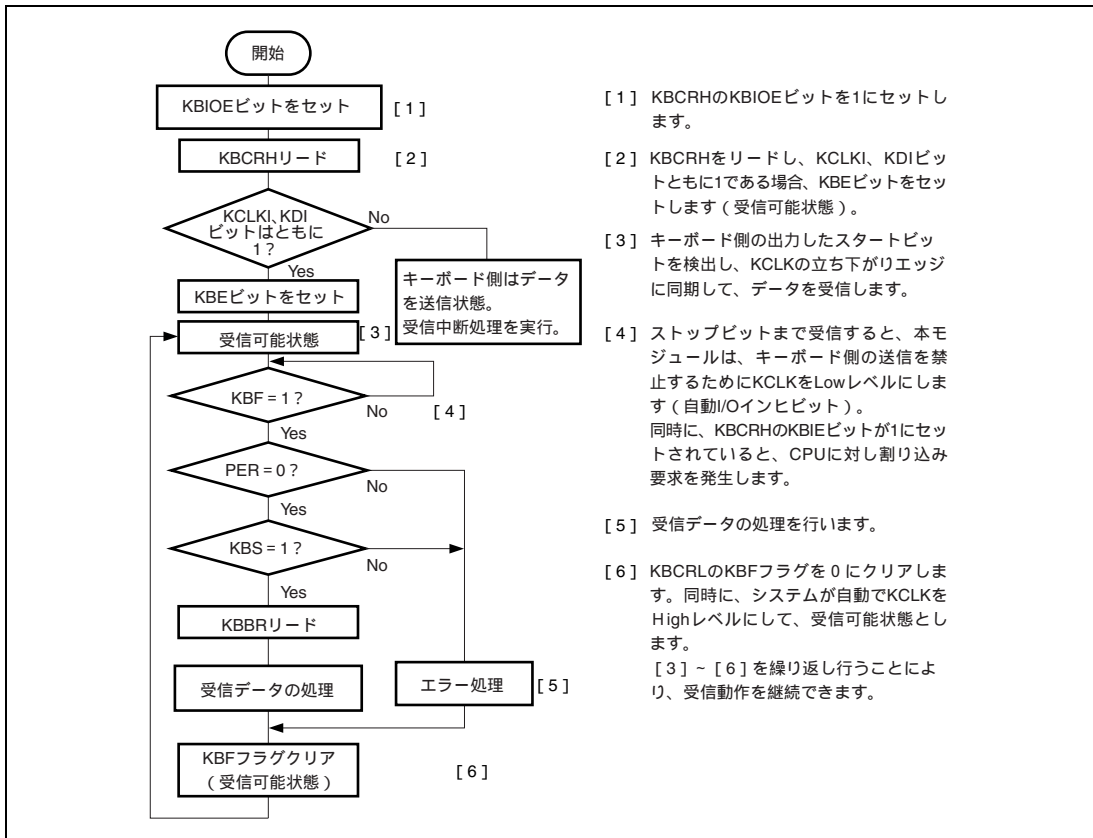 開始
KBIOEビットをセット
[1]
KBCRHリード
[2]
KCLKI、KDI
ビットはともに
1？
No
Yes
キーボード側はデータ
を送信状態。
受信中断処理を実行。
KBEビットをセット
受信可能状態
[3]
KBF = 1？
No
[4]
Yes
PER = 0？
No
Yes
KBS = 1？
No
Yes
KBBRリード
受信データの処理
エラー処理
[5]
KBFフラグクリア
（受信可能状態）
[6]
[1] KBCRHのKBIOEビットを1にセットし
ます。
[2] KBCRHをリードし、KCLKI、KDIビッ
トともに1である場合、KBEビットをセッ
トします（受信可能状態）。
[3] キーボード側の出力したスタートビッ
トを検出し、KCLKの立ち下がりエッジ
に同期して、データを受信します。
[4] ストップビットまで受信すると、本モ
ジュールは、キーボード側の送信を禁
止するためにKCLKをLowレベルにしま
す（自動I/Oインヒビット）。
同時に、KBCRHのKBIEビットが1にセッ
トされていると、CPUに対し割り込み
要求を発生します。
[5] 受信データの処理を行います。
[6] KBCRLのKBFフラグを0にクリアしま
す。同時に、システムが自動でKCLKを
Highレベルにして、受信可能状態とし
ます。
[3] ~ [6] を繰り返し行うことによ
り、受信動作を継続できます。